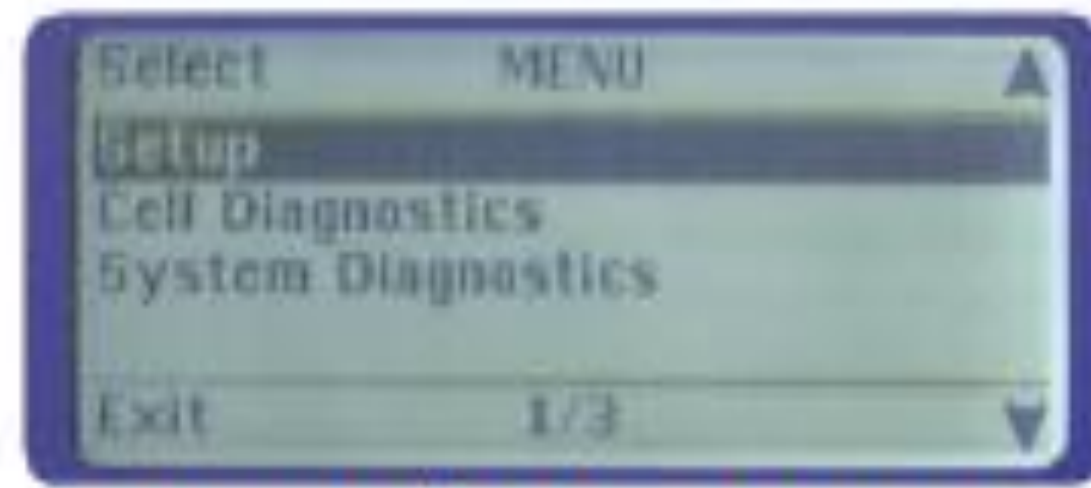 Select MENU
Setup
Cell Diagnostics
System Diagnostics
Exit 1/3